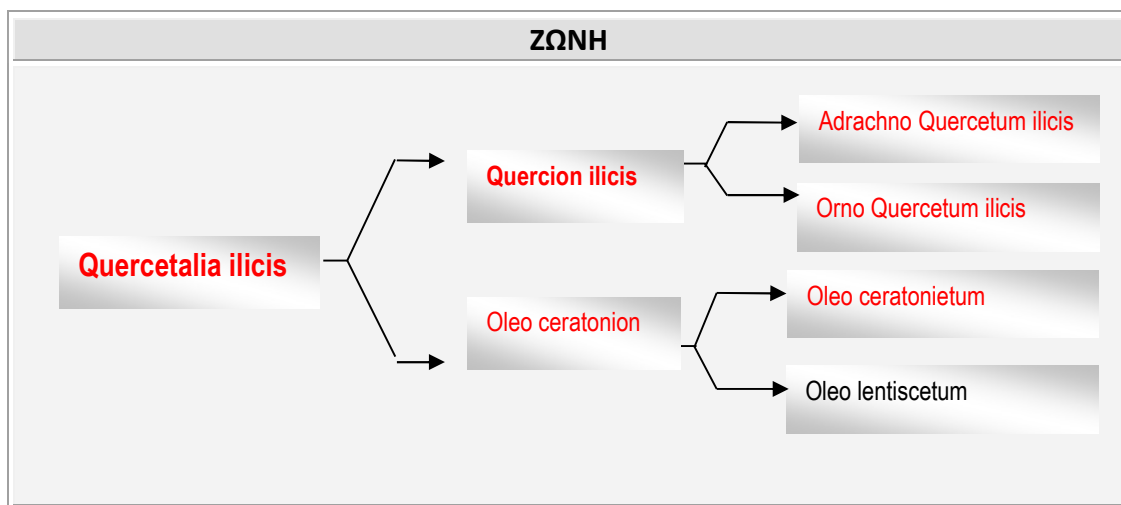 ΖΩΝΗ
Adrachno Quercetum ilicis
Quercion ilicis
Orno Quercetum ilicis
Quercetalia ilicis
Oleo ceratonietum
Oleo ceratonion
Oleo lentiscetum